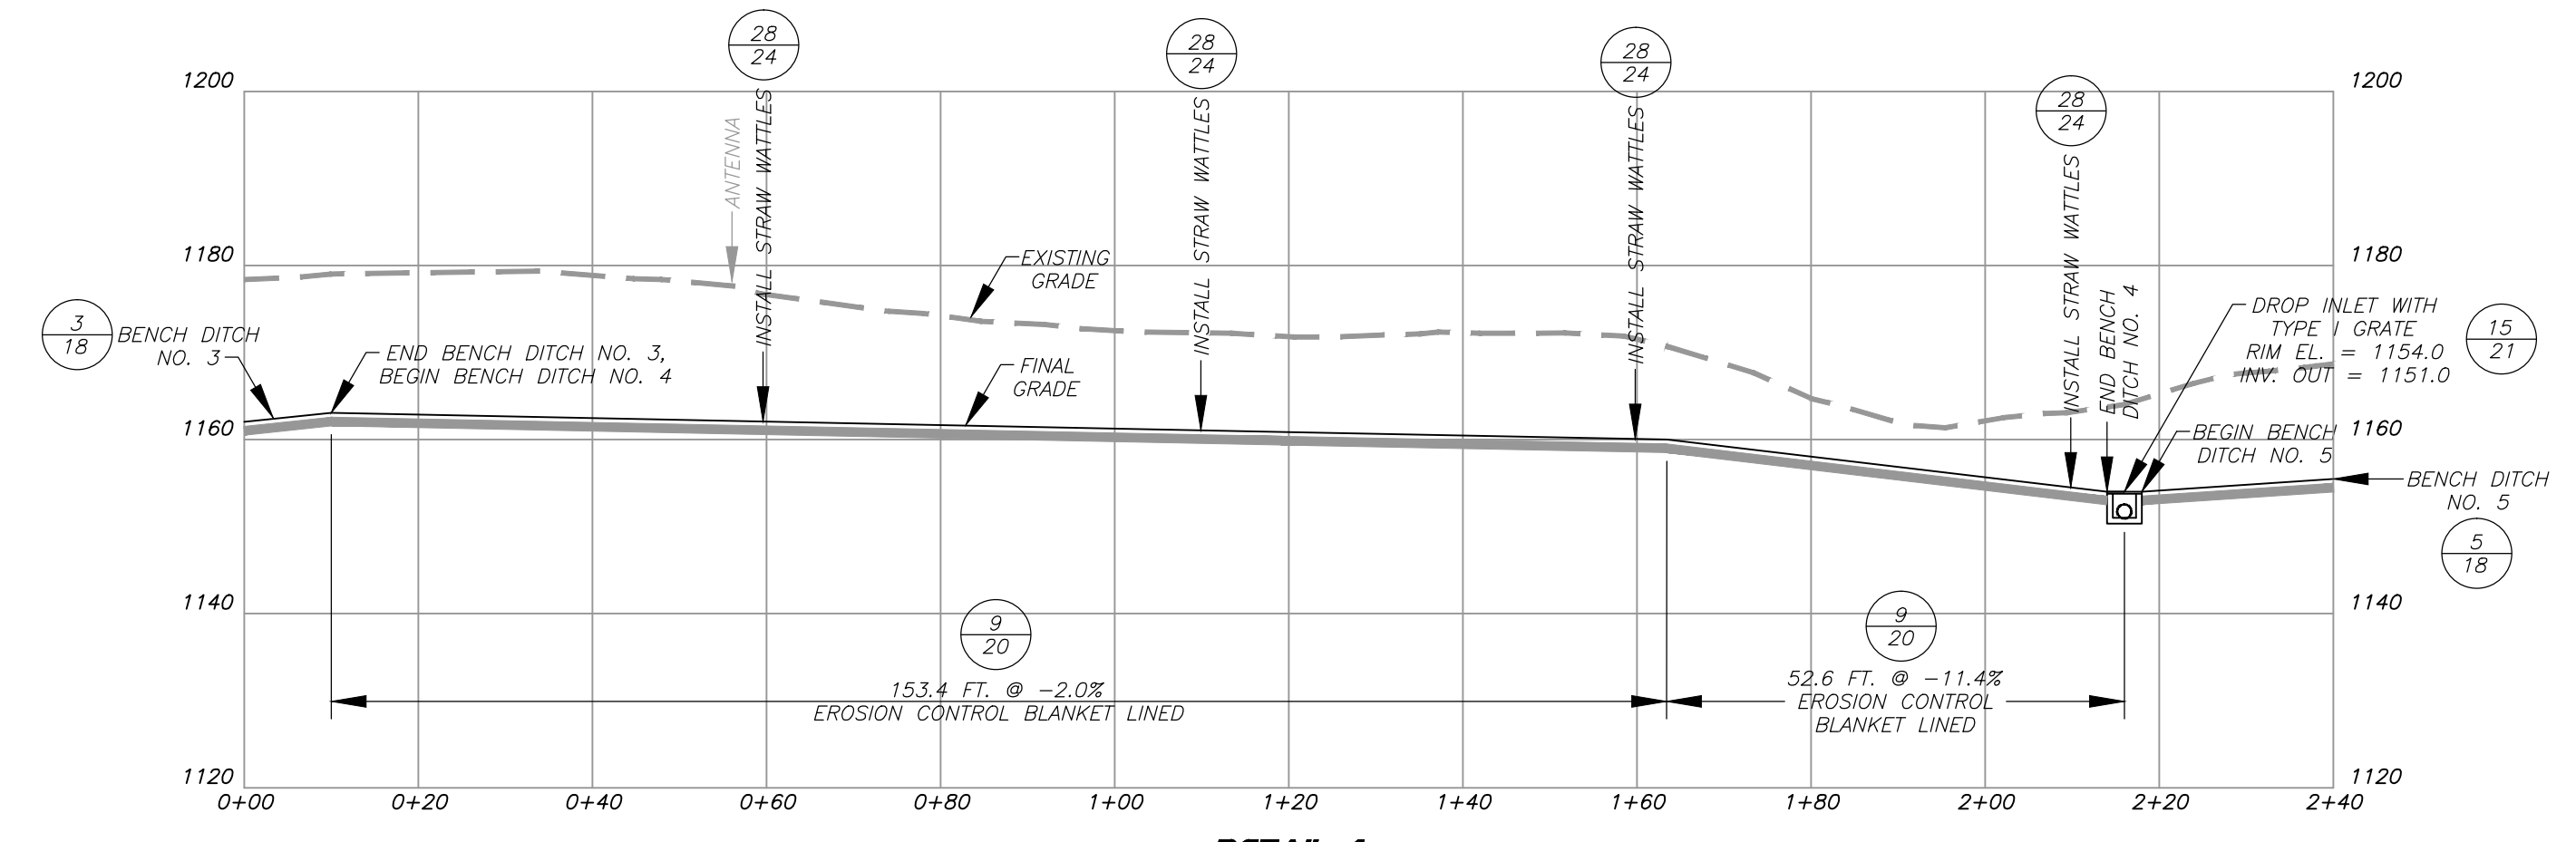 28
24
28
24
28
24
28
24
1200
1200
ANTENNA
INSTALL STRAW WATTLES
INSTALL STRAW WATTLES
INSTALL STRAW WATTLES
INSTALL STRAW WATTLES
1180
1180
EXISTING
GRADE
3
18
BENCH DITCH
NO. 3
END BENCH DITCH NO. 3,
BEGIN BENCH DITCH NO. 4
FINAL
GRADE
END BENCH
DITCH NO. 4
DROP INLET WITH
TYPE I GRATE
RIM EL. = 1154.0
INV. OUT = 1151.0
15
21
1160
1160
BEGIN BENCH
DITCH NO. 5
BENCH DITCH
NO. 5
5
18
1140
1140
9
20
153.4 FT. @ -2.0%
EROSION CONTROL BLANKET LINED
9
20
52.6 FT. @ -11.4%
EROSION CONTROL
BLANKET LINED
1120
1120
0+00
0+20
0+40
0+60
0+80
1+00
1+20
1+40
1+60
1+80
2+00
2+20
2+40